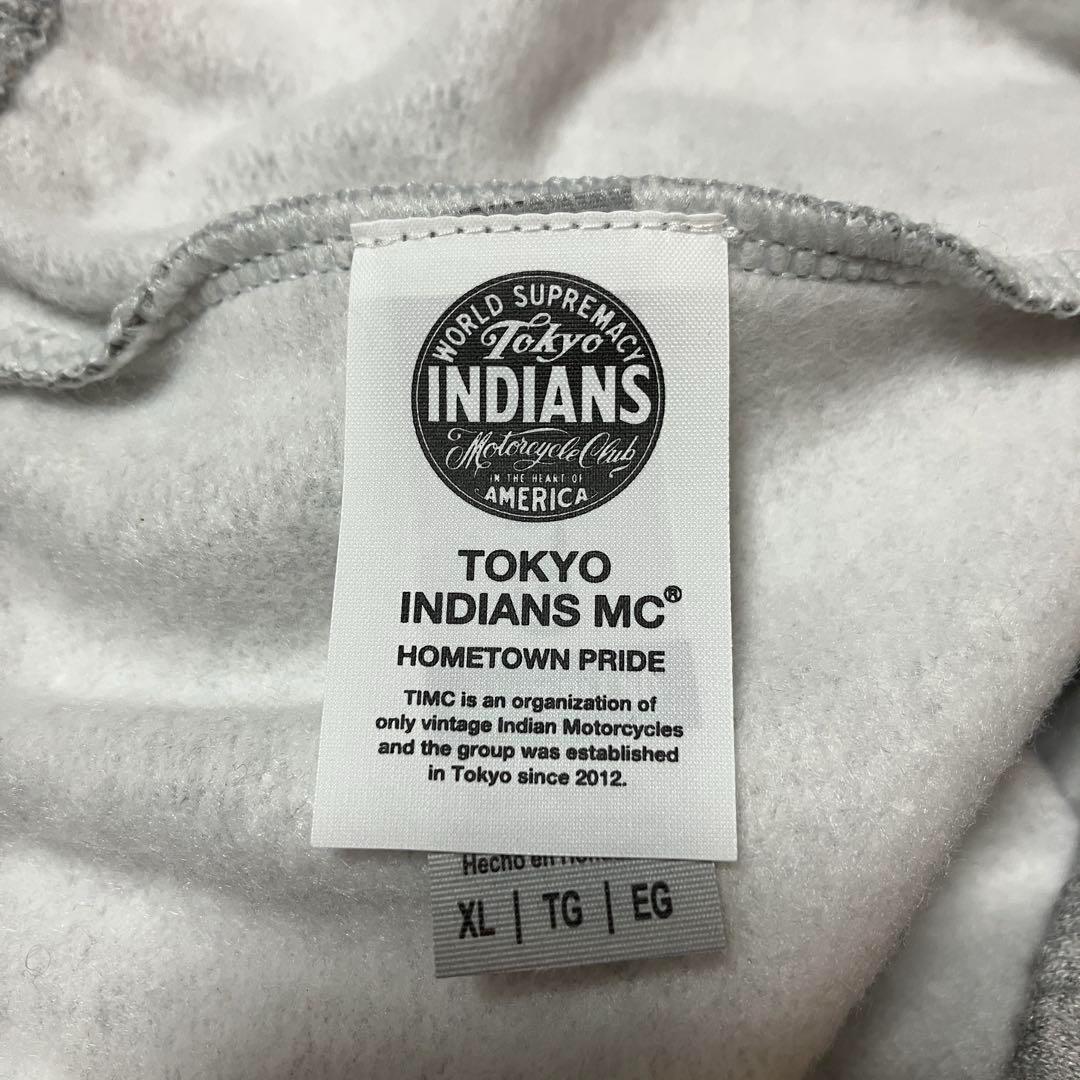 WORLD SUPREMACY
Tokyo
INDIANS
Motorcycle Club
IN THE HEART OF
AMERICA
TOKYO
INDIANS MC®
HOMETOWN PRIDE
TIMC is an organization of
only vintage Indian Motorcycles
and the group was established
in Tokyo since 2012.
Hecho en
XL | TG | EG